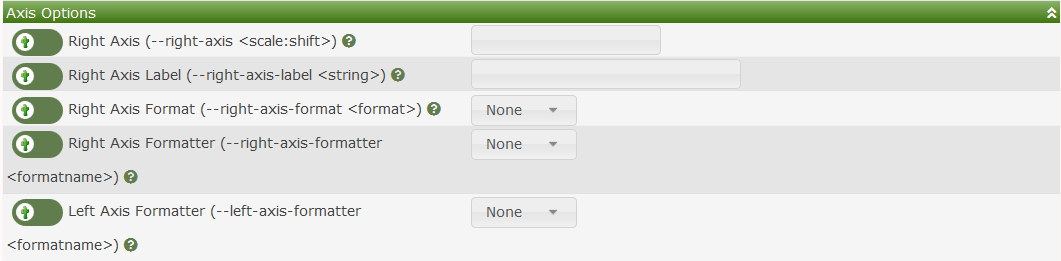 Axis Options
Right Axis (--right-axis <scale:shift>)
Right Axis Label (--right-axis-label <string>)
Right Axis Format (--right-axis-format <format>) None
Right Axis Formatter (--right-axis-formatter None
<formatname>)
Left Axis Formatter (--left-axis-formatter None
<formatname>)